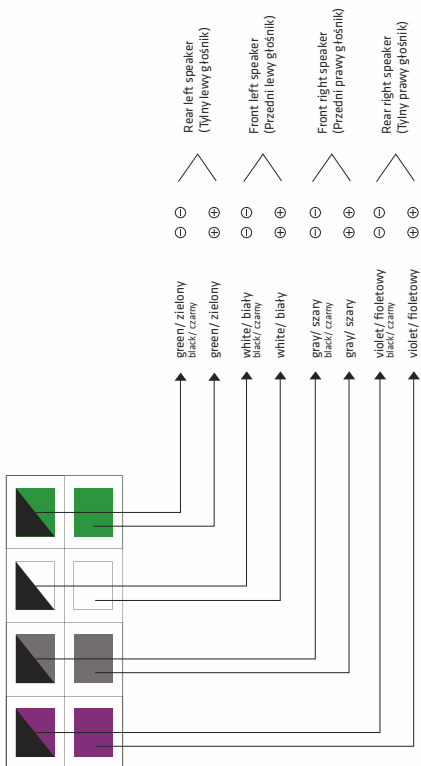 green/ zielony
black/ czarny
⊖ ⊖
green/ zielony
⊕ ⊕
Rear left speaker
(Tylny lewy głośnik)
white/ biały
black/ czarny
⊖ ⊖
white/ biały
⊕ ⊕
Front left speaker
(Przedni lewy głośnik)
gray/ szary
black/ czarny
⊖ ⊖
gray/ szary
⊕ ⊕
Front right speaker
(Przedni prawy głośnik)
violet/ fioletowy
black/ czarny
⊖ ⊖
violet/ fioletowy
⊕ ⊕
Rear right speaker
(Tylny prawy głośnik)